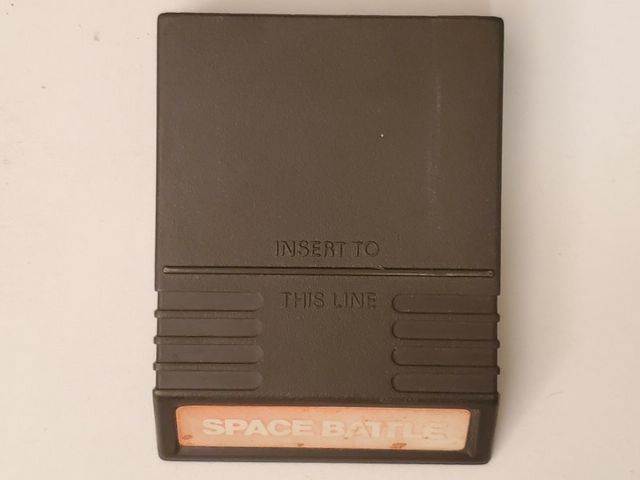 INSERT TO
THIS LINE
SPACE BATTLE